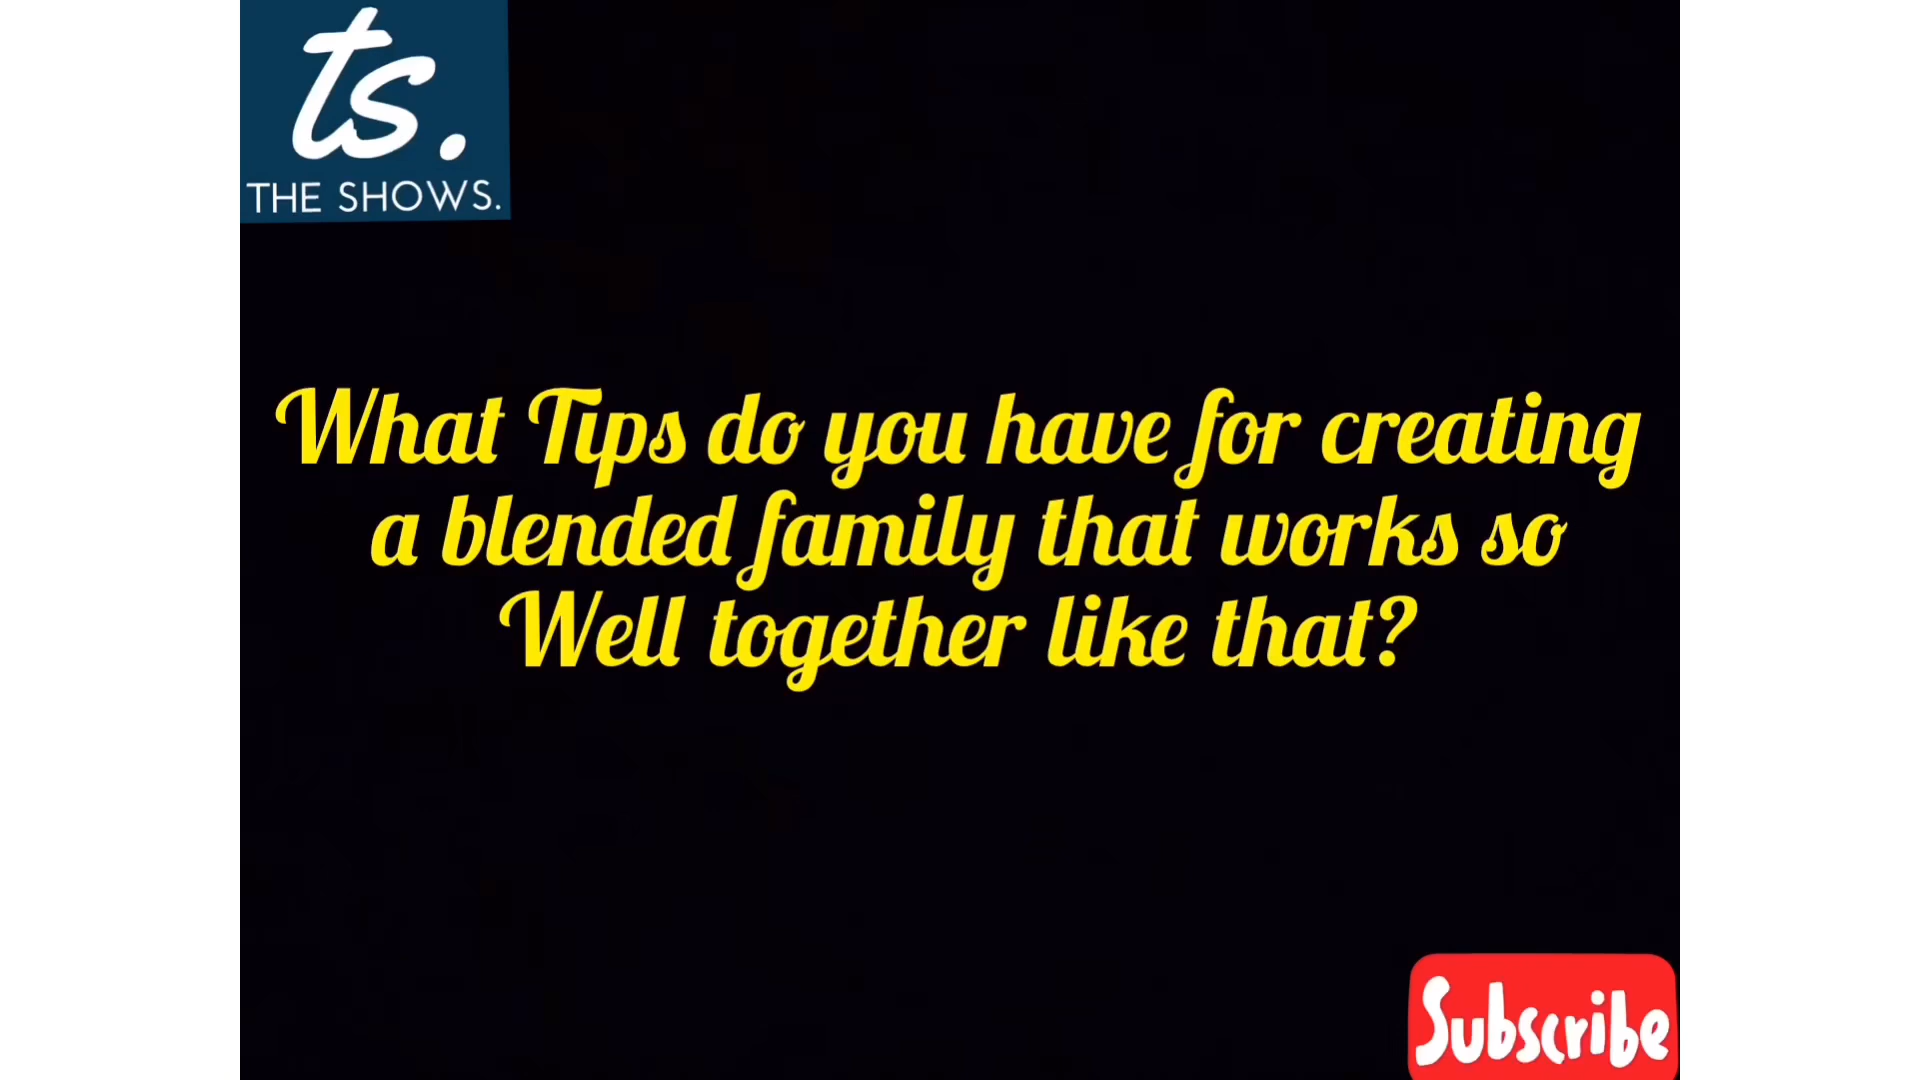 ts.
THE SHOWS.
What Tips do you have for creating
a blended family that works so
Well together like that?
Subscribe